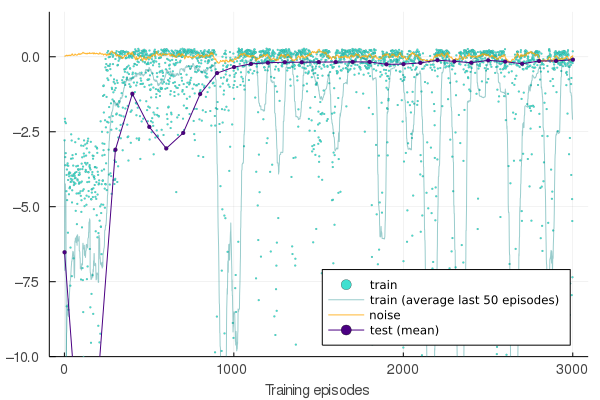 0.0
−2.5
−5.0
−7.5
−10.0
0
1000
2000
3000
Training episodes
train
train (average last 50 episodes)
noise
test (mean)